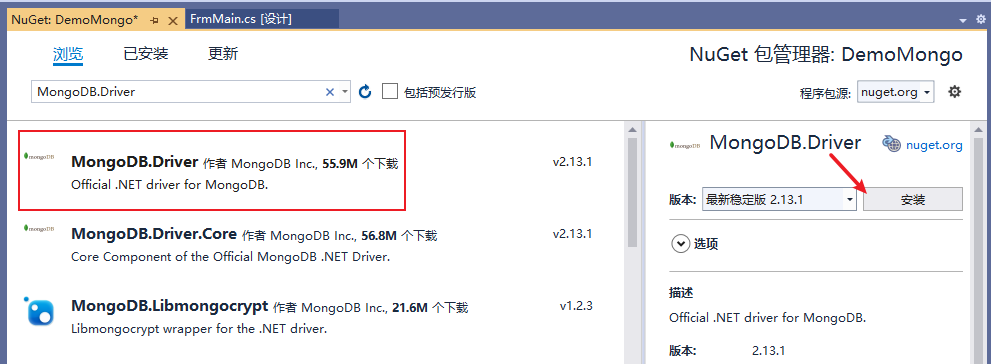 NuGet: DemoMongo*
FrmMain.cs [设计]
浏览 已安装 更新
NuGet 包管理器: DemoMongo
MongoDB.Driver
包括预发行版
程序包源: nuget.org
mongoDB
MongoDB.Driver 作者 MongoDB Inc., 55.9M 个下载
v2.13.1
Official .NET driver for MongoDB.
mongoDB
MongoDB.Driver.Core 作者 MongoDB Inc., 56.8M 个下载
v2.13.1
Core Component of the Official MongoDB .NET Driver.
MongoDB.Libmongocrypt 作者 MongoDB Inc., 21.6M 个下载
v1.2.3
Libmongocrypt wrapper for the .NET driver.
mongoDB
MongoDB.Driver
nuget.org
版本: 最新稳定版 2.13.1
安装
选项
描述
Official .NET driver for MongoDB.
版本: 2.13.1